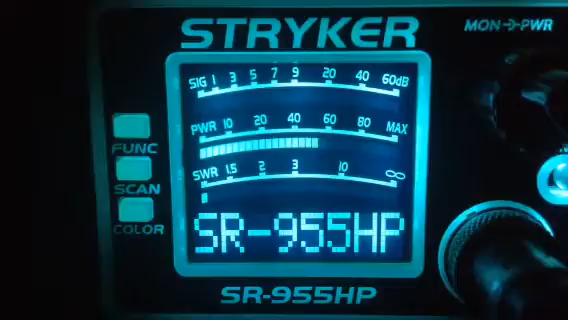 STRYKER
MON PWR
SIG 1 3 5 7 9 20 40 60dB
PWR 10 20 40 60 80 MAX
FUNC
SWR 1.5 2 3 10 ∞
SCAN
COLOR
SR-955HP
SR-955HP